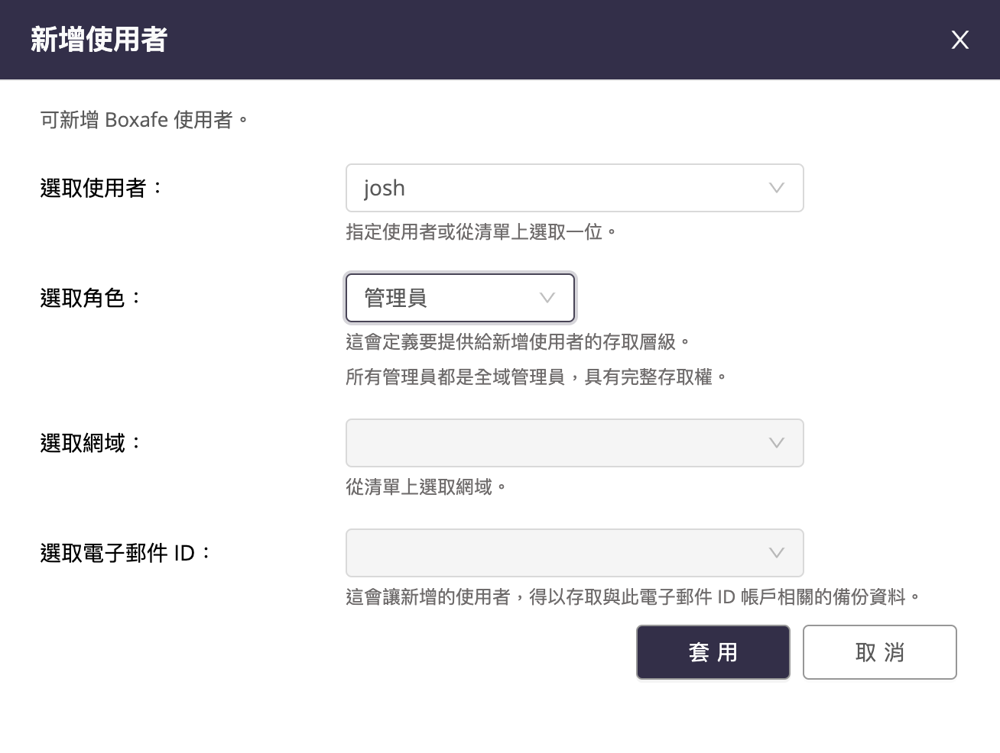 新增使用者
X
可新增 Boxafe 使用者。
選取使用者：
josh
指定使用者或從清單上選取一位。
選取角色：
管理員
這會定義要提供給新增使用者的存取層級。
所有管理員都是全域管理員，具有完整存取權。
選取網域：
從清單上選取網域。
選取電子郵件 ID：
這會讓新增的使用者，得以存取與此電子郵件 ID 帳戶相關的備份資料。
套 用
取 消